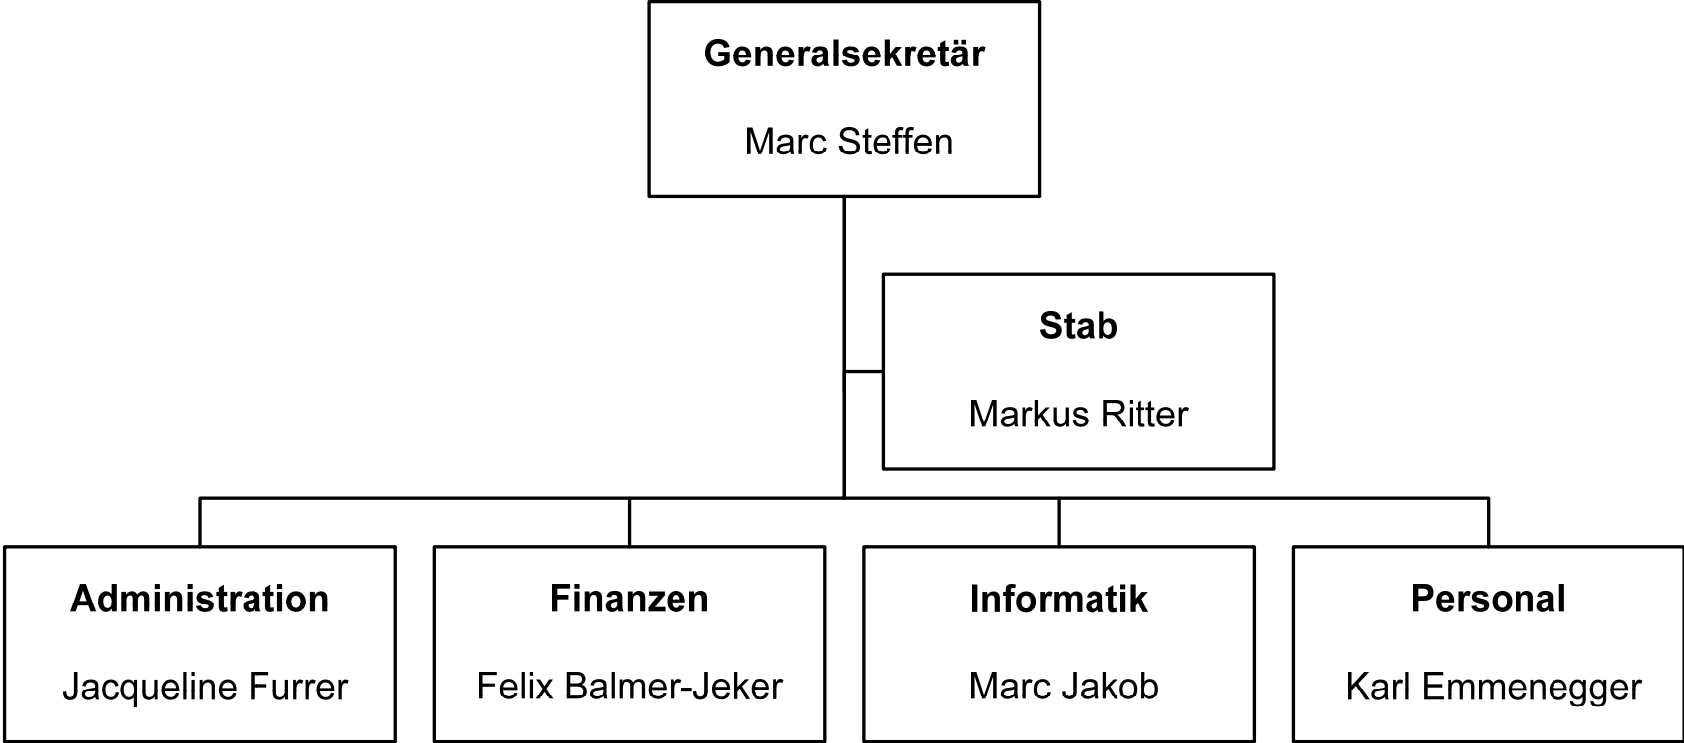 Generalsekretär
Marc Steffen
Stab
Markus Ritter
Administration
Jacqueline Furrer
Finanzen
Felix Balmer-Jeker
Informatik
Marc Jakob
Personal
Karl Emmenegger